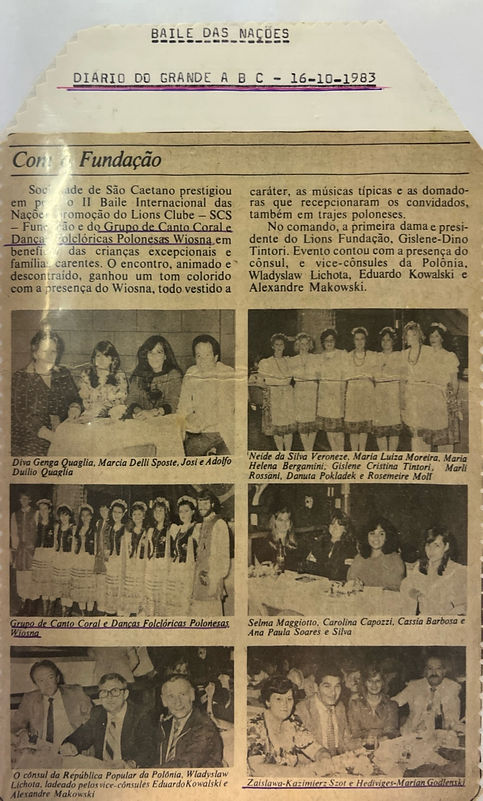 BAILE DAS NAÇÕES
DIÁRIO DO GRANDE A B C - 16-10-1983
Com a Fundação
Sociedade de São Caetano prestigiou
em peso o II Baile Internacional das
Nações, promoção do Lions Clube – SCS
– Fundação e do Grupo de Canto Coral e
Danças Folclóricas Polonesas Wiosna em
benefício das crianças excepcionais e
famílias carentes. O encontro, animado e
descontraído, ganhou um tom colorido
com a presença do Wiosna, todo vestido a
caráter, as músicas típicas e as domado-
ras que recepcionaram os convidados,
também em trajes poloneses.
No comando, a primeira dama e presi-
dente do Lions Fundação, Gislene-Dino
Tintori. Evento contou com a presença do
cônsul, e vice-cônsules da Polônia,
Wladyslaw Lichota, Eduardo Kowalski e
Alexandre Makowski.
Diva Genga Quaglia, Marcia Delli Sposte, Josi e Adolfo
Duílio Quaglia
Neide da Silva Veroneze, Maria Luiza Moreira, Maria
Helena Bergamini, Gislene Cristina Tintori, Marli
Rossani, Danuta Pokladek e Rosemeire Moll
Grupo de Canto Coral e Danças Folclóricas Polonesas
Wiosna
Selma Maggiotto, Carolina Capozzi, Cassia Barbosa e
Ana Paula Soares e Silva
O cônsul da República Popular da Polônia, Wladyslaw
Lichota, ladeado pelos vice-cônsules Eduardo Kowalski e
Alexandre Makowski
Zaislawa-Kazimierz Szot e Hediviges-Marian Godlenski